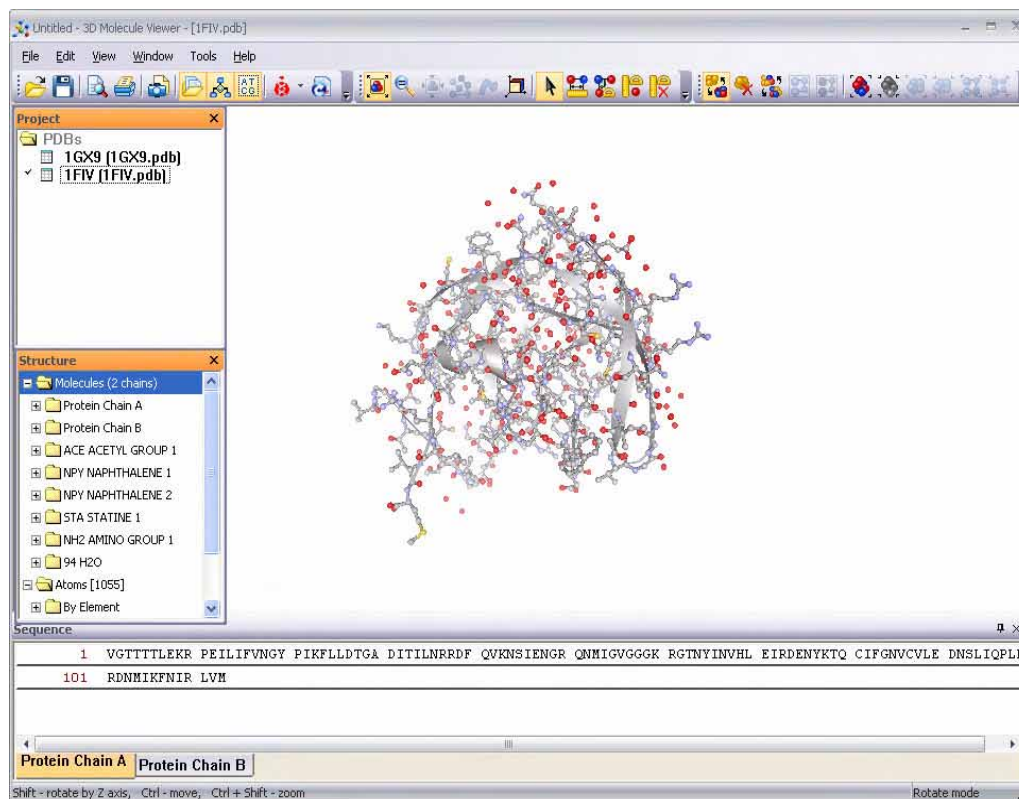 Untitled - 3D Molecule Viewer - [1FIV.pdb]
File Edit View Window Tools Help
AT
CG
Project
PDBs
1GX9 (1GX9.pdb)
1FIV (1FIV.pdb)
Structure
Molecules (2 chains)
Protein Chain A
Protein Chain B
ACE ACETYL GROUP 1
NPY NAPHTHALENE 1
NPY NAPHTHALENE 2
STA STATINE 1
NH2 AMINO GROUP 1
94 H2O
Atoms [1055]
By Element
Sequence
1 VGTTTTLEKR PEILIFVNGY PIKFLLDTGA DITILNRRDF QVKNSIENGR QNMIGVGGGK RGTNYINVHL EIRDENYKTQ CIFGNVCVLE DNSLIQPL
101 RDNMIKFNIR LVM
Protein Chain A Protein Chain B
Shift - rotate by Z axis, Ctrl - move, Ctrl + Shift - zoom Rotate mode